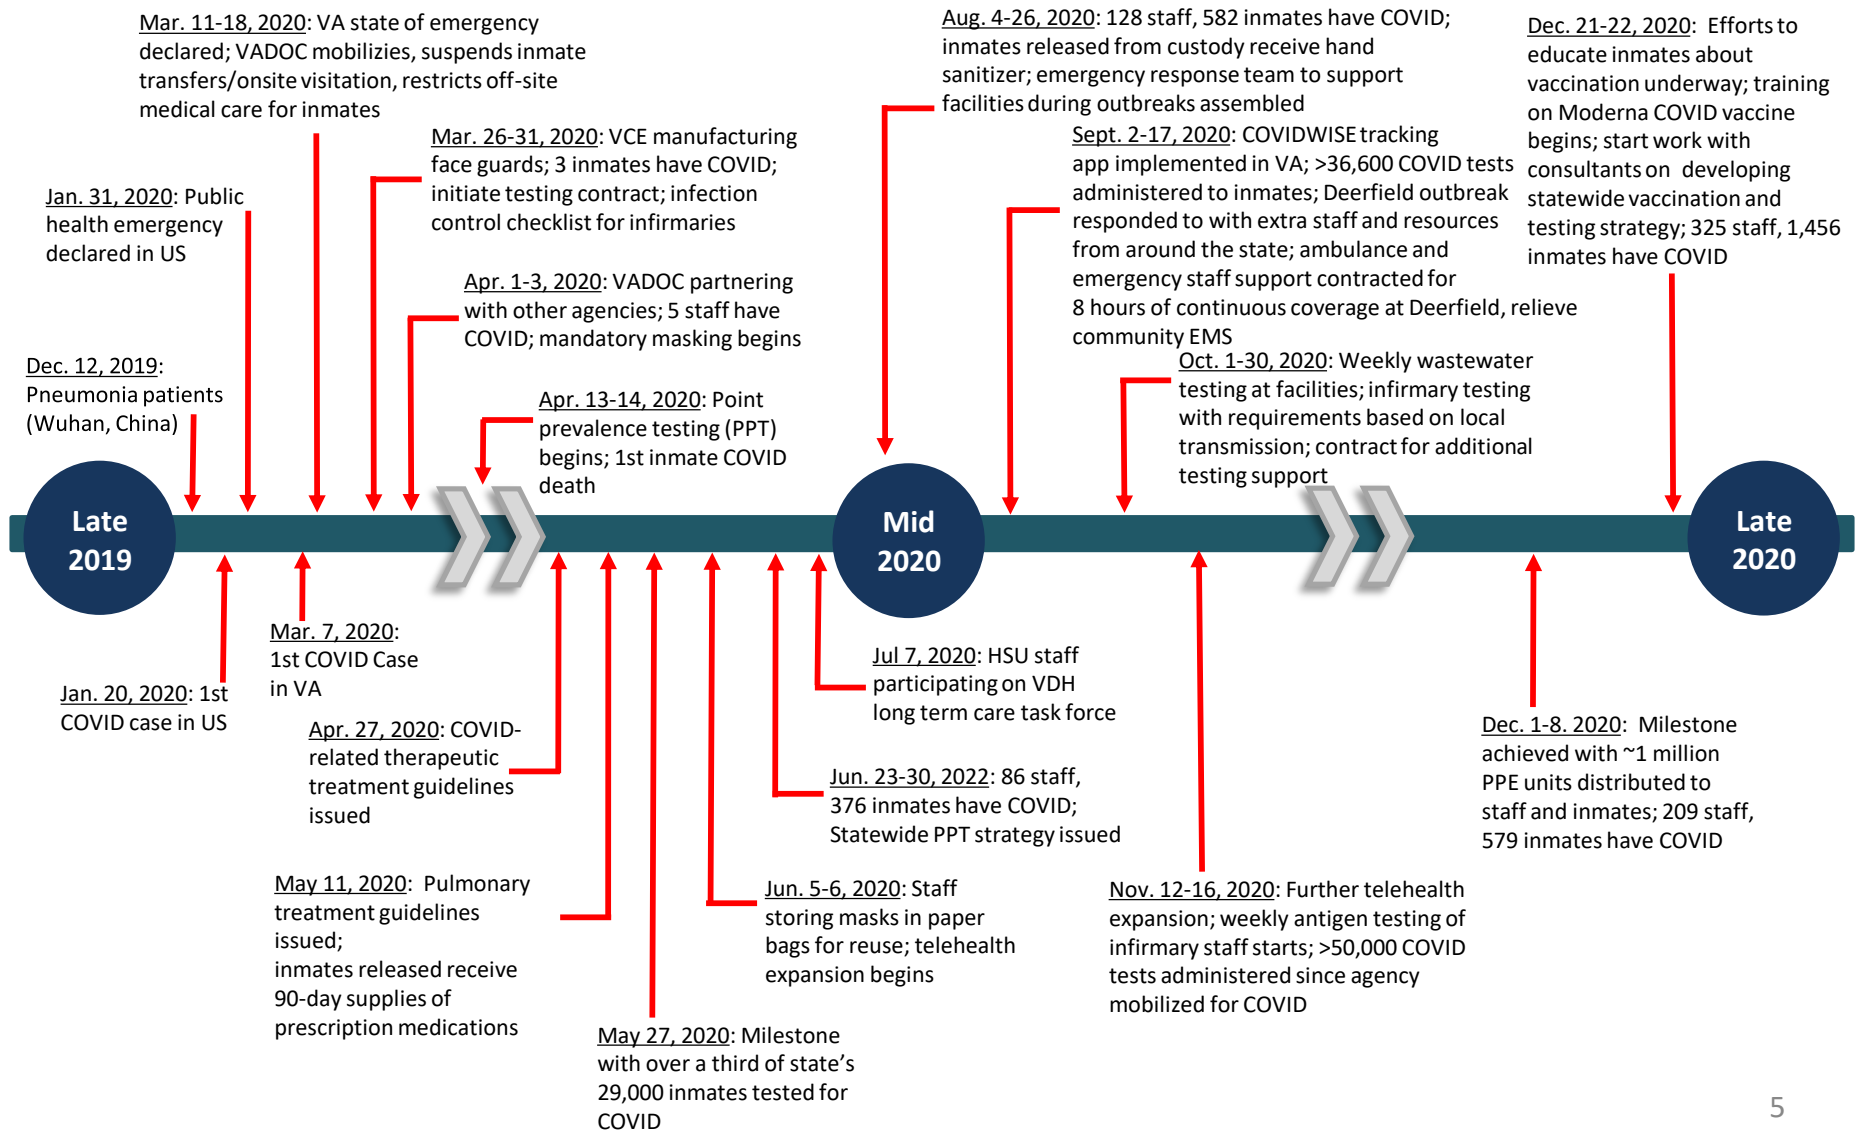 Mar. 11-18, 2020: VA state of emergency
declared; VADOC mobilizies, suspends inmate
transfers/onsite visitation, restricts off-site
medical care for inmates
Aug. 4-26, 2020: 128 staff, 582 inmates have COVID;
inmates released from custody receive hand
sanitizer; emergency response team to support
facilities during outbreaks assembled
Dec. 21-22, 2020:  Efforts to
educate inmates about
vaccination underway; training
on Moderna COVID vaccine
begins; start work with
consultants on  developing
statewide vaccination and
testing strategy; 325 staff, 1,456
inmates have COVID
Mar. 26-31, 2020: VCE manufacturing
face guards; 3 inmates have COVID;
initiate testing contract; infection
control checklist for infirmaries
Sept. 2-17, 2020: COVIDWISE tracking
app implemented in VA; >36,600 COVID tests
administered to inmates; Deerfield outbreak
responded to with extra staff and resources
from around the state; ambulance and
emergency staff support contracted for
8 hours of continuous coverage at Deerfield, relieve
community EMS
Jan. 31, 2020: Public
health emergency
declared in US
Apr. 1-3, 2020: VADOC partnering
with other agencies; 5 staff have
COVID; mandatory masking begins
Dec. 12, 2019:
Pneumonia patients
(Wuhan, China)
Apr. 13-14, 2020: Point
prevalence testing (PPT)
begins; 1st inmate COVID
death
Oct. 1-30, 2020: Weekly wastewater
testing at facilities; infirmary testing
with requirements based on local
transmission; contract for additional
testing support
Late
2019
Mid
2020
Late
2020
Mar. 7, 2020:
1st COVID Case
in VA
Jan. 20, 2020: 1st
COVID case in US
Jul 7, 2020: HSU staff
participating on VDH
long term care task force
Apr. 27, 2020: COVID-
related therapeutic
treatment guidelines
issued
Dec. 1-8. 2020:  Milestone
achieved with ~1 million
PPE units distributed to
staff and inmates; 209 staff,
579 inmates have COVID
Jun. 23-30, 2022: 86 staff,
376 inmates have COVID;
Statewide PPT strategy issued
May 11, 2020:  Pulmonary
treatment guidelines
issued;
inmates released receive
90-day supplies of
prescription medications
Jun. 5-6, 2020: Staff
storing masks in paper
bags for reuse; telehealth
expansion begins
Nov. 12-16, 2020: Further telehealth
expansion; weekly antigen testing of
infirmary staff starts; >50,000 COVID
tests administered since agency
mobilized for COVID
May 27, 2020: Milestone
with over a third of state’s
29,000 inmates tested for
COVID
5